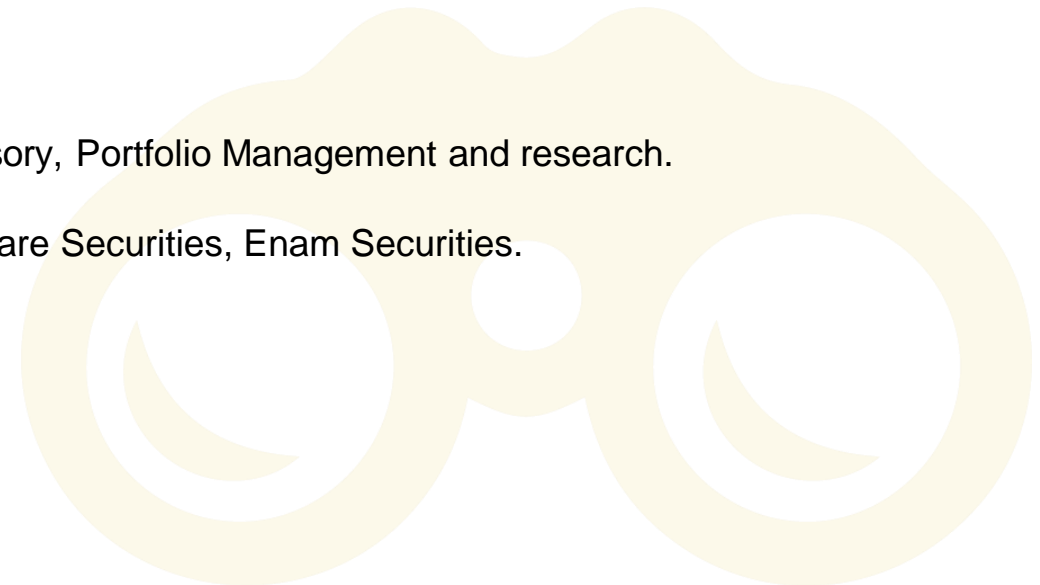 sory, Portfolio Management and research.
are Securities, Enam Securities.